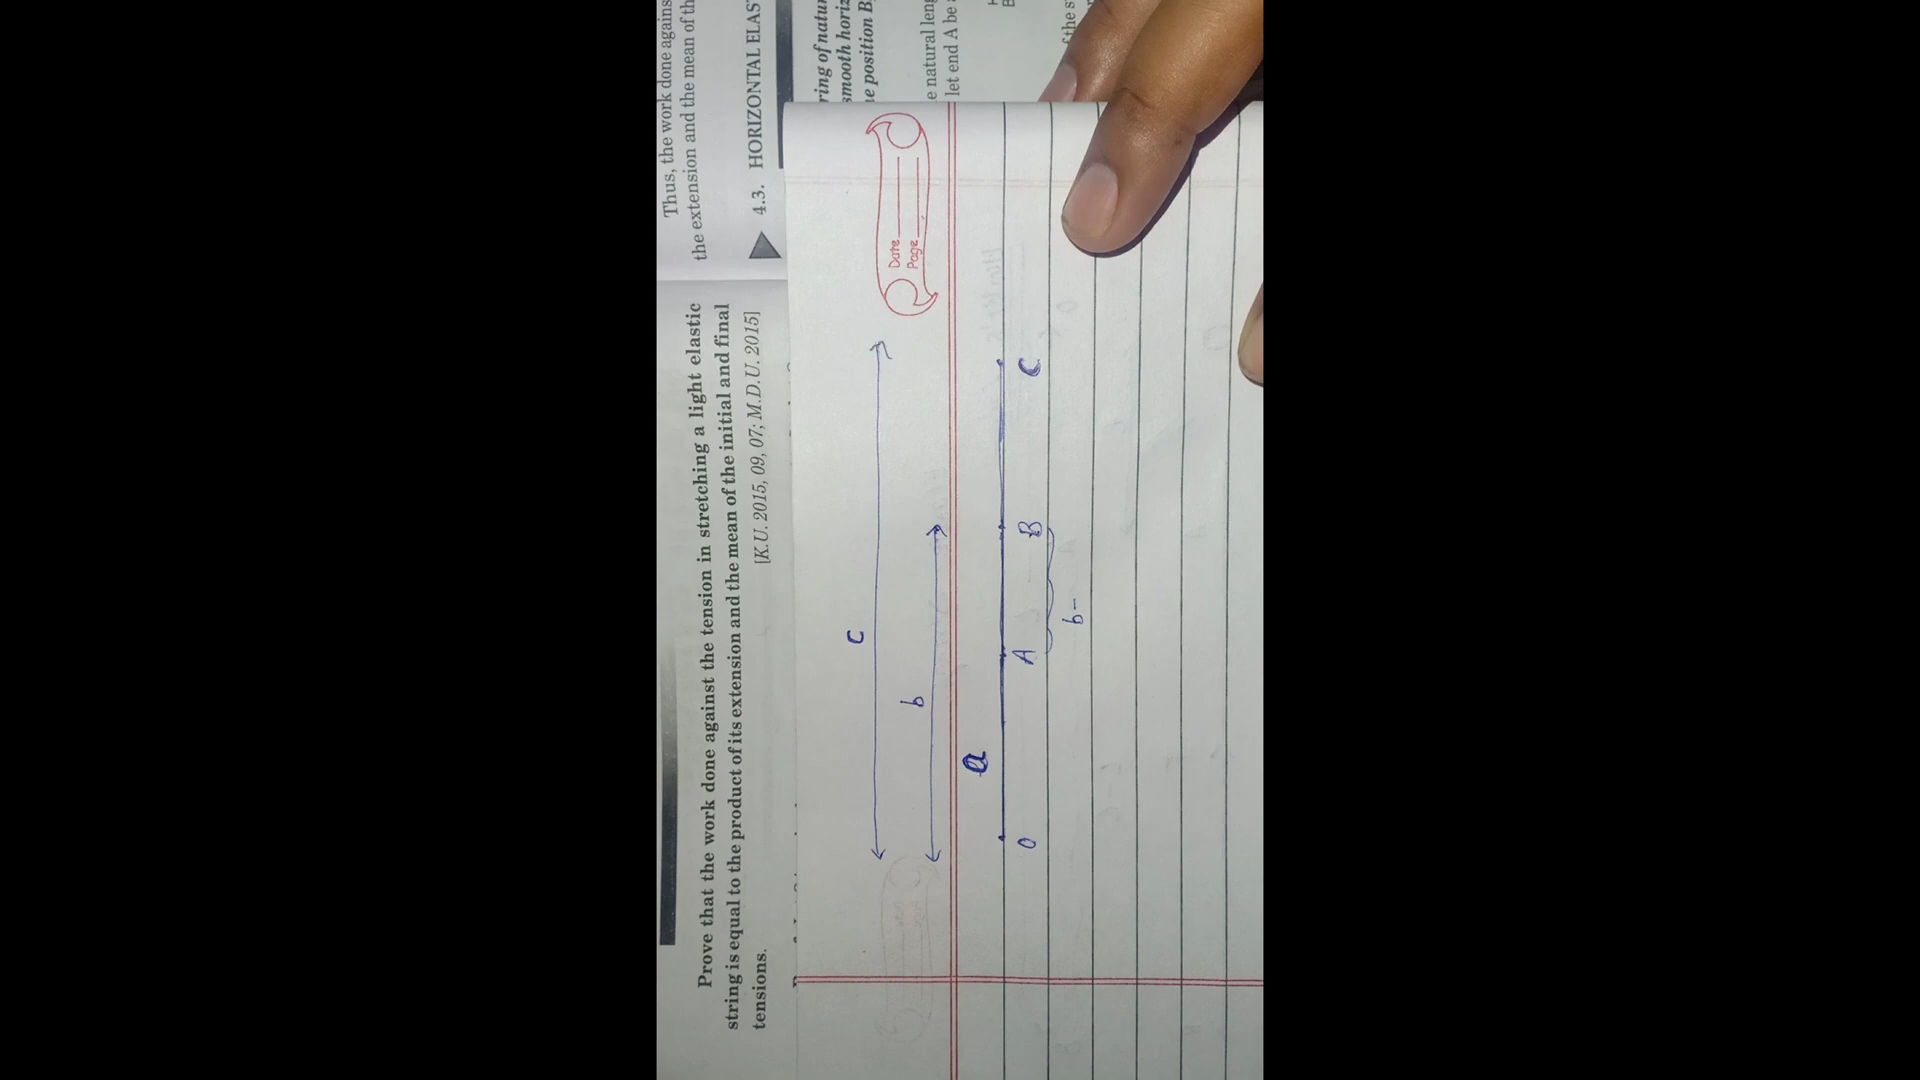 Thus, the work done agains
the extension and the mean of th
4.3. HORIZONTAL ELAS
ring of natur
smooth horiz
e position B
e natural leng
let end A be
Prove that the work done against the tension in stretching a light elastic
string is equal to the product of its extension and the mean of the initial and final
tensions.
[K.U. 2015, 09, 07; M.D.U. 2015]
Date
Page
c
b
a
O A B C
b-